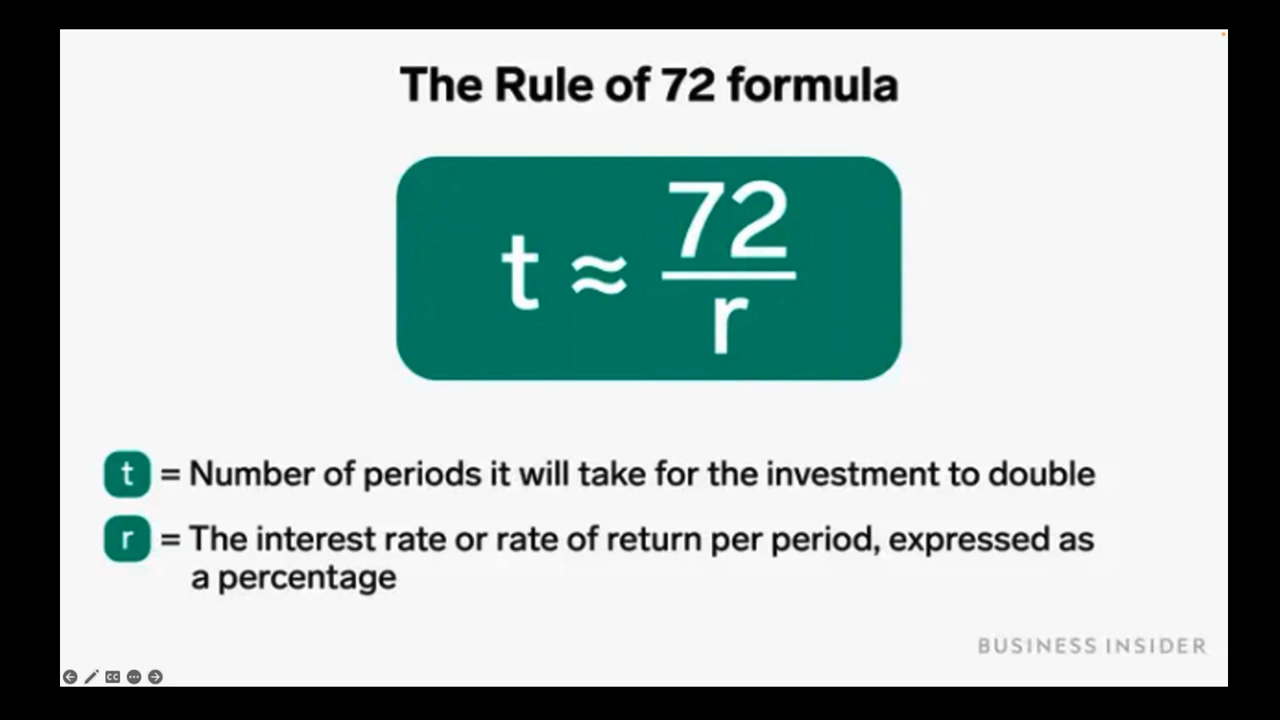 The Rule of 72 formula
t ≈ 72/r
t = Number of periods it will take for the investment to double
r = The interest rate or rate of return per period, expressed as
a percentage
BUSINESS INSIDER
CC